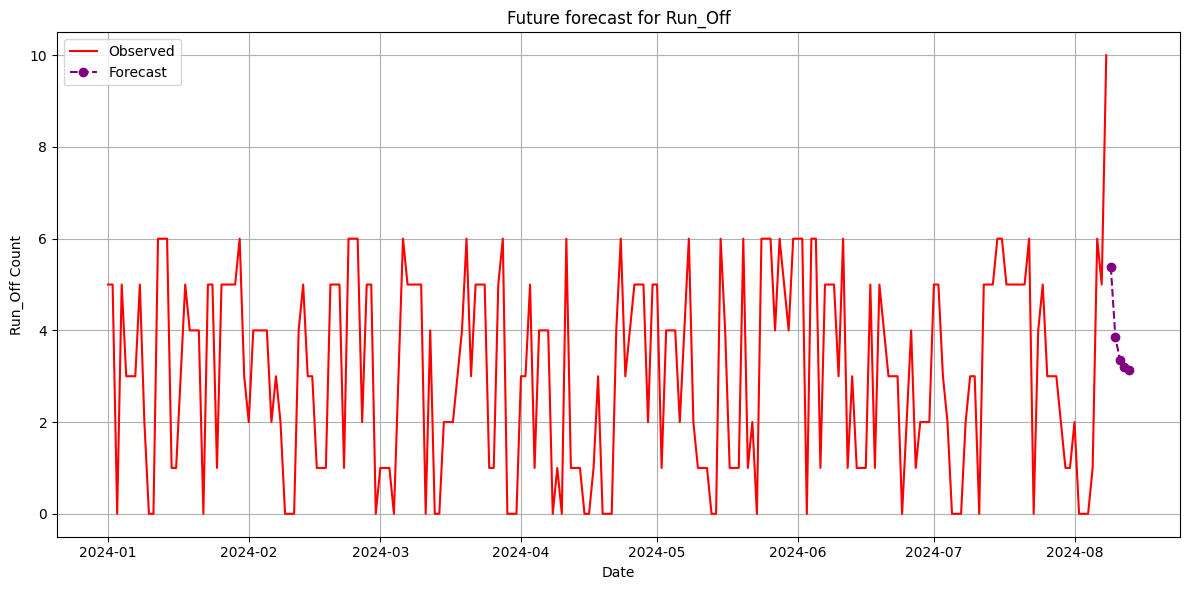 Future forecast for Run_Off
Observed
Forecast
Run_Off Count
10
8
6
4
2
0
2024-01
2024-02
2024-03
2024-04
2024-05
2024-06
2024-07
2024-08
Date